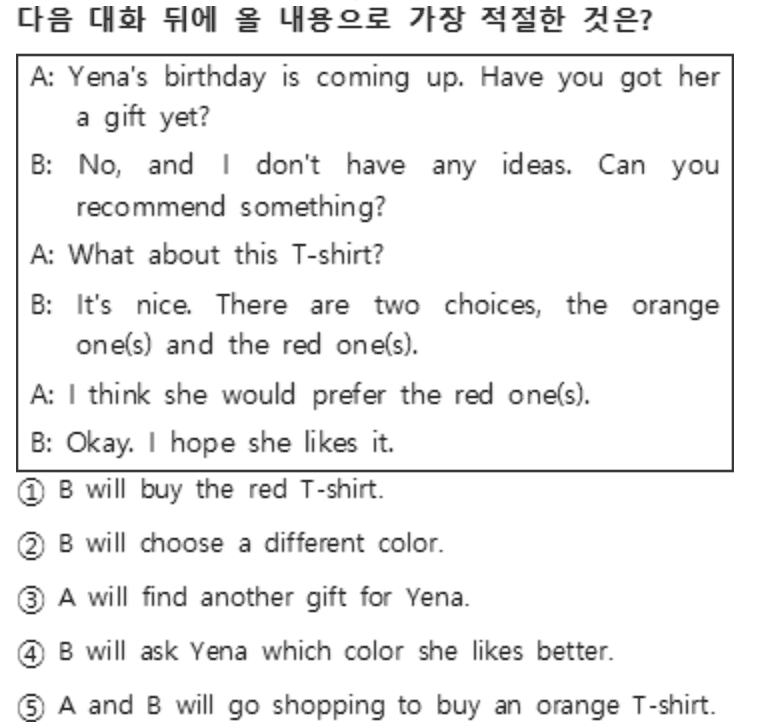 다음 대화 뒤에 올 내용으로 가장 적절한 것은?
A: Yena's birthday is coming up. Have you got her
a gift yet?
B: No, and I don't have any ideas. Can you
recommend something?
A: What about this T-shirt?
B: It's nice. There are two choices, the orange
one(s) and the red one(s).
A: I think she would prefer the red one(s).
B: Okay. I hope she likes it.
① B will buy the red T-shirt.
② B will choose a different color.
③ A will find another gift for Yena.
④ B will ask Yena which color she likes better.
⑤ A and B will go shopping to buy an orange T-shirt.